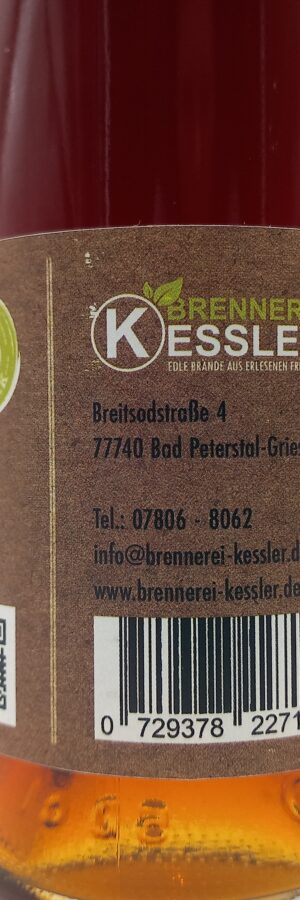 BRENNER
KESSLE
EDLE BRÄNDE AUS ERLESENEN FR
Breitsodstraße 4
77740 Bad Peterstal-Gries
Tel.: 07806 - 8062
info@brennerei-kessler.d
www.brennerei-kessler.de
0 729378 2271